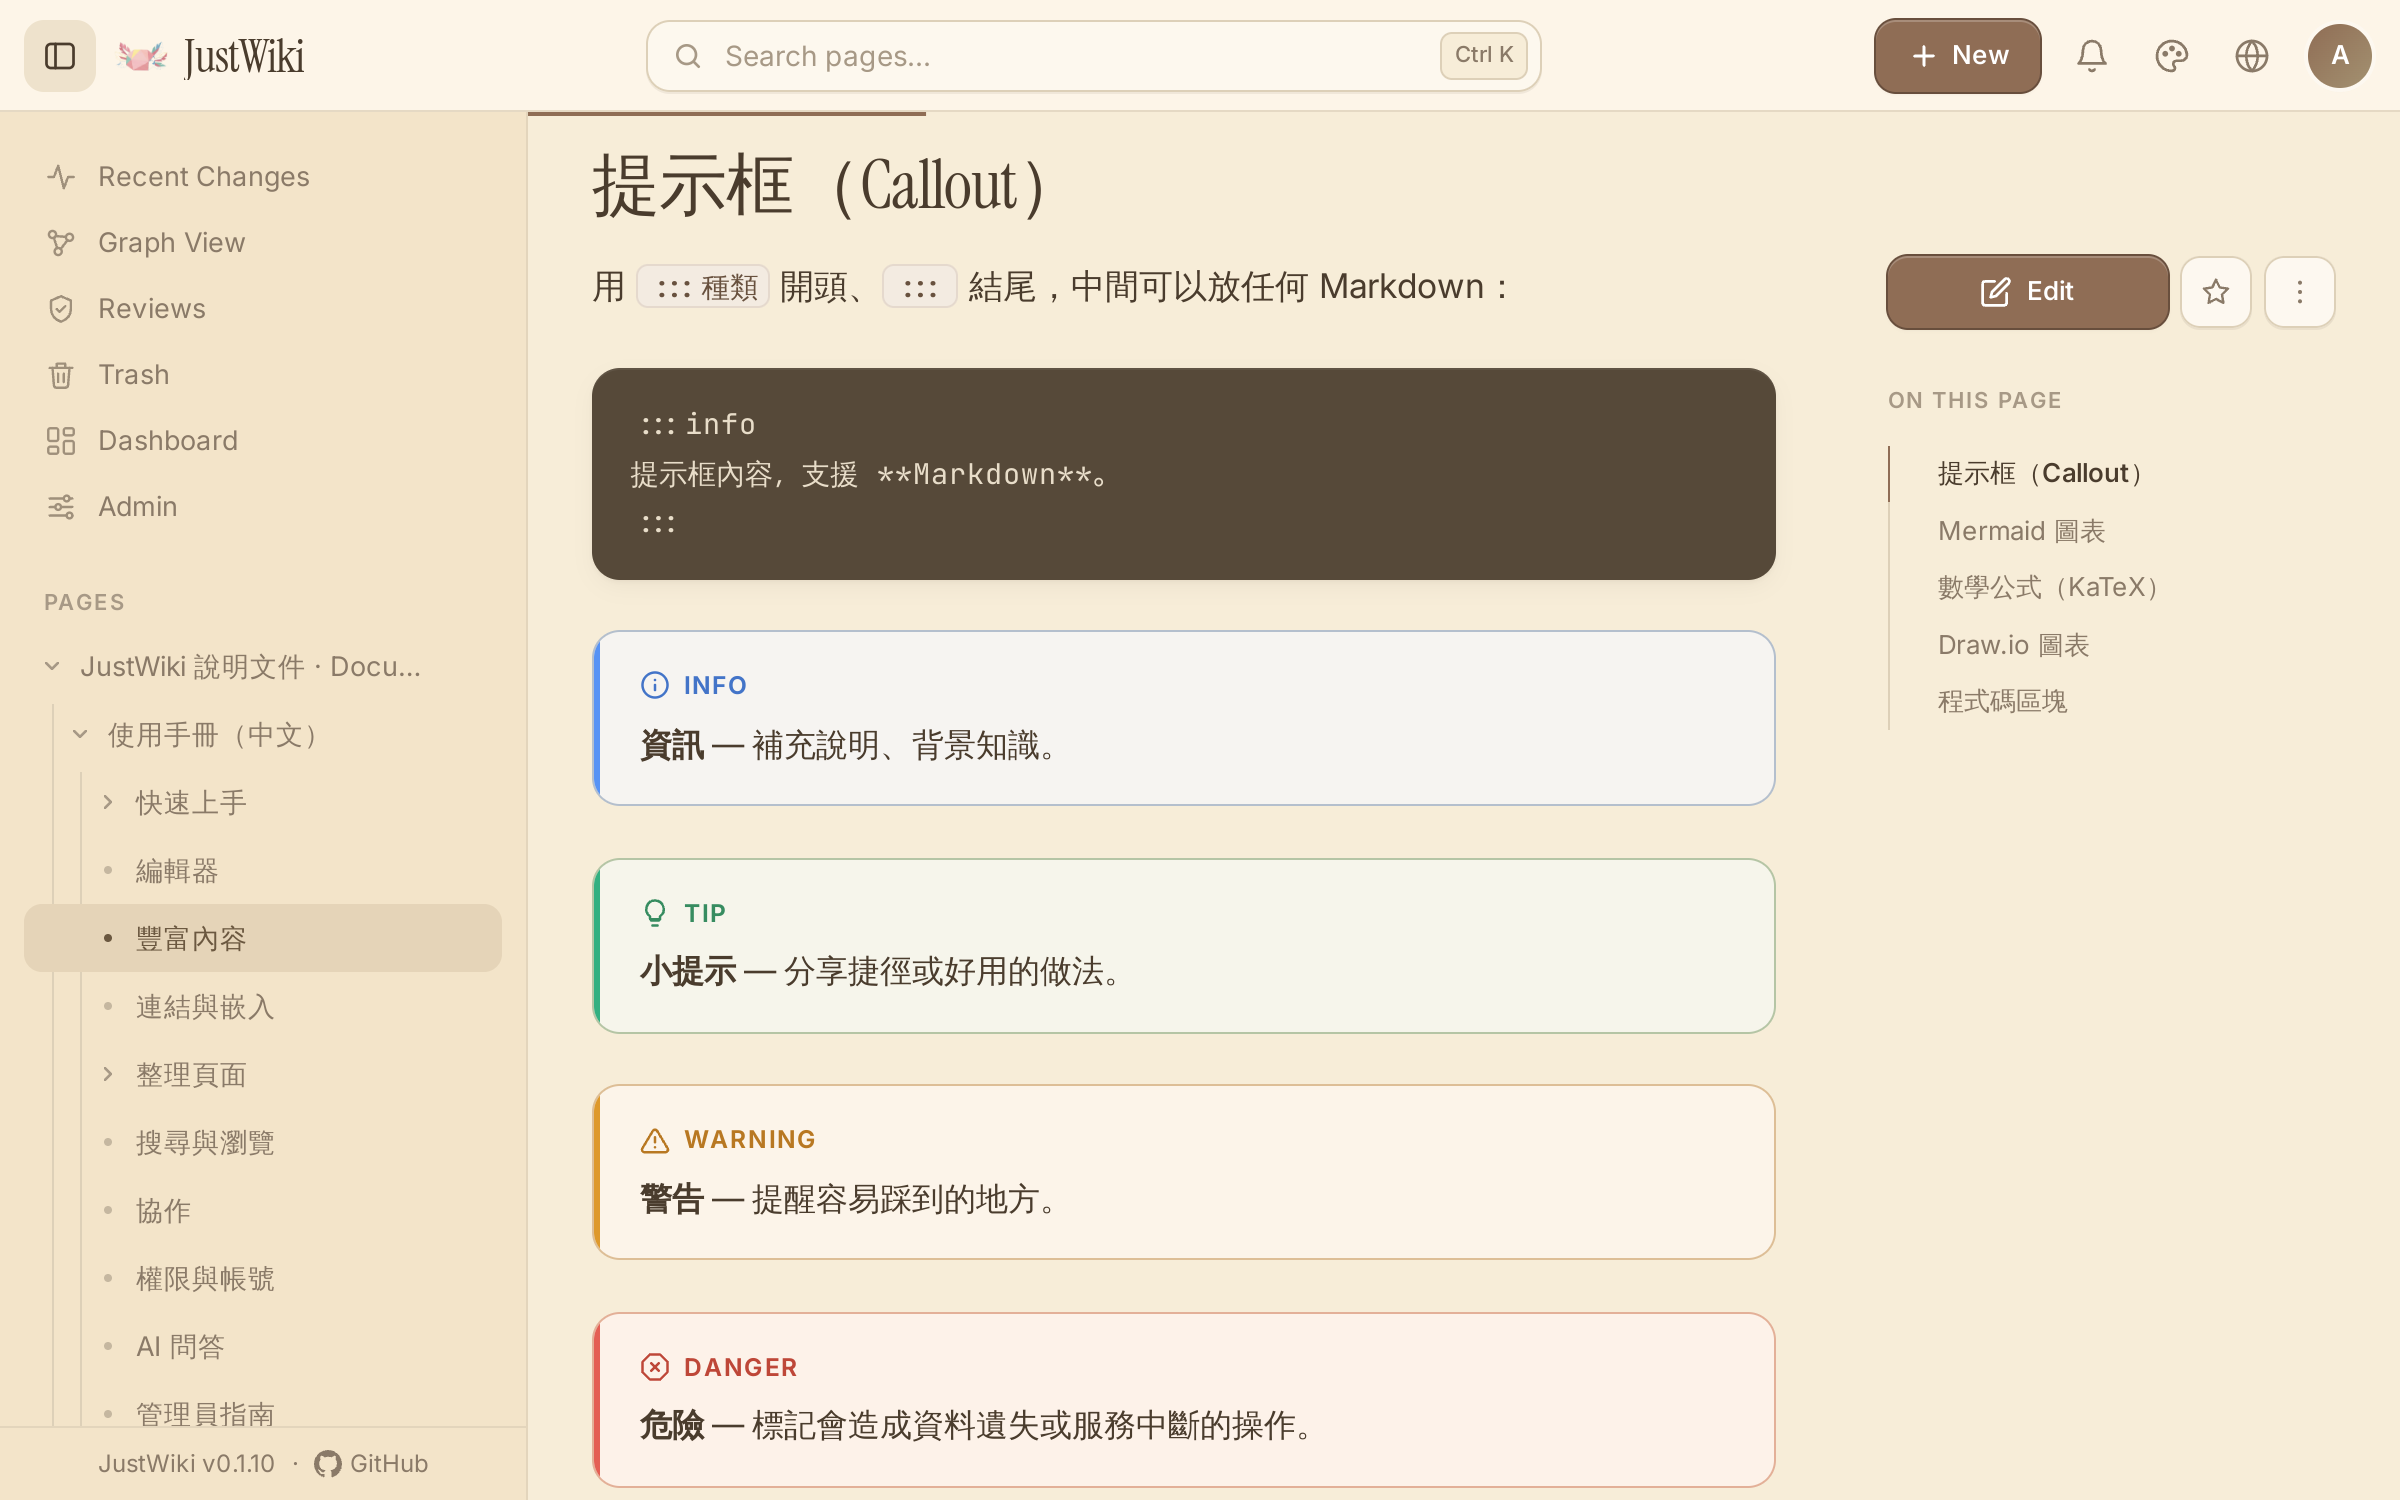 JustWiki
Search pages...
Ctrl K
New
A
Recent Changes
Graph View
Reviews
Trash
Dashboard
Admin
PAGES
JustWiki 說明文件 · Docu...
使用手冊（中文）
快速上手
編輯器
豐富內容
連結與嵌入
整理頁面
搜尋與瀏覽
協作
權限與帳號
AI 問答
管理員指南
JustWiki v0.1.10 · GitHub
提示框（Callout）
用 :::種類 開頭、 ::: 結尾，中間可以放任何 Markdown：
:::info
提示框內容，支援 **Markdown**。
:::
INFO
資訊 — 補充說明、背景知識。
TIP
小提示 — 分享捷徑或好用的做法。
WARNING
警告 — 提醒容易踩到的地方。
DANGER
危險 — 標記會造成資料遺失或服務中斷的操作。
Edit
ON THIS PAGE
提示框（Callout）
Mermaid 圖表
數學公式（KaTeX）
Draw.io 圖表
程式碼區塊